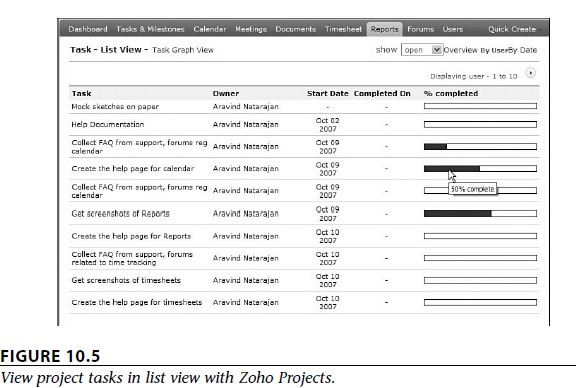 Dashboard Tasks & Milestones Calendar Meetings Documents Timesheet Reports Forums Users Quick Create
Task - List View - Task Graph View show open Overview By User By Date
Displaying user - 1 to 10
Task Owner Start Date Completed On % completed
Mock sketches on paper Aravind Natarajan - -
Help Documentation Aravind Natarajan Oct 02 2007 -
Collect FAQ from support, forums reg calendar Aravind Natarajan Oct 09 2007 -
Create the help page for calendar Aravind Natarajan Oct 09 2007 -
50% complete
Collect FAQ from support, forums reg calendar Aravind Natarajan Oct 09 2007 -
Get screenshots of Reports Aravind Natarajan Oct 09 2007 -
Create the help page for Reports Aravind Natarajan Oct 10 2007 -
Collect FAQ from support, forums related to time tracking Aravind Natarajan Oct 10 2007 -
Get screenshots of timesheets Aravind Natarajan Oct 10 2007 -
Create the help page for timesheets Aravind Natarajan Oct 10 2007 -
FIGURE 10.5
View project tasks in list view with Zoho Projects.